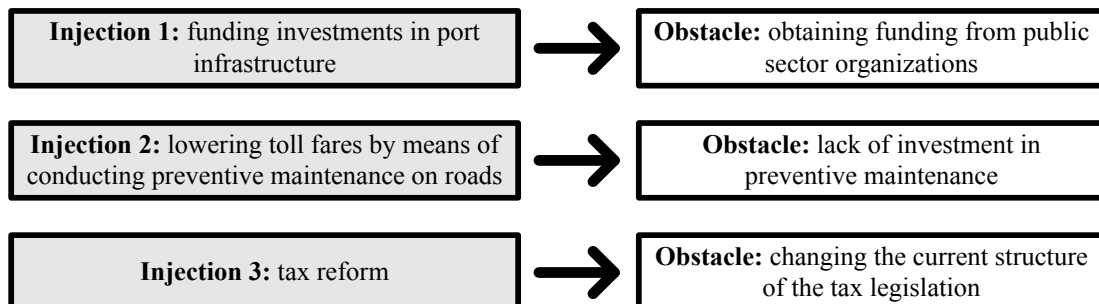 Injection 1: funding investments in port
infrastructure
Obstacle: obtaining funding from public
sector organizations
Injection 2: lowering toll fares by means of
conducting preventive maintenance on roads
Obstacle: lack of investment in
preventive maintenance
Injection 3: tax reform
Obstacle: changing the current structure
of the tax legislation